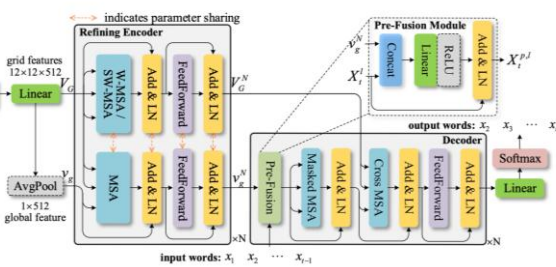 indicates parameter sharing
Refining Encoder
grid features
12×12×512
Linear
V_G
W-MSA /
SW-MSA
Add & LN
FeedForward
Add & LN
V_G^N
AvgPool
v_g
1×512
global feature
MSA
Add & LN
FeedForward
Add & LN
v_g^N
×N
Pre-Fusion Module
v_g^N
X_t^l
Concat
Linear
ReLU
Add & LN
X_t^{p,l}
output words: x_2 x_3 ⋯
Decoder
Pre-Fusion
Masked MSA
Add & LN
Cross MSA
Add & LN
FeedForward
Add & LN
Linear
Softmax
×N
input words: x_1 x_2 ⋯ x_{t-1}